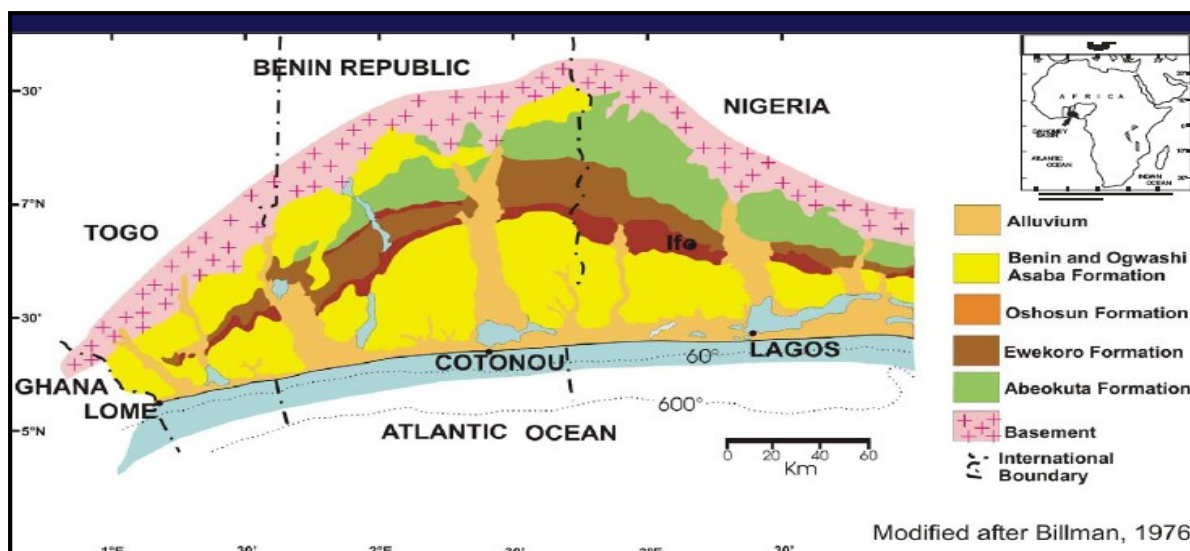 BENIN REPUBLIC
NIGERIA
TOGO
GHANA
LOME
COTONOU
LAGOS
Ife
60°
600°
ATLANTIC OCEAN
0 20 40 60
Km
30'
7°N
30'
5°N
A F R I C A
DAHOMEY
BASIN
ATLANTIC
OCEAN
INDIAN
OCEAN
Alluvium
Benin and Ogwashi
Asaba Formation
Oshosun Formation
Ewekoro Formation
Abeokuta Formation
Basement
International
Boundary
Modified after Billman, 1976